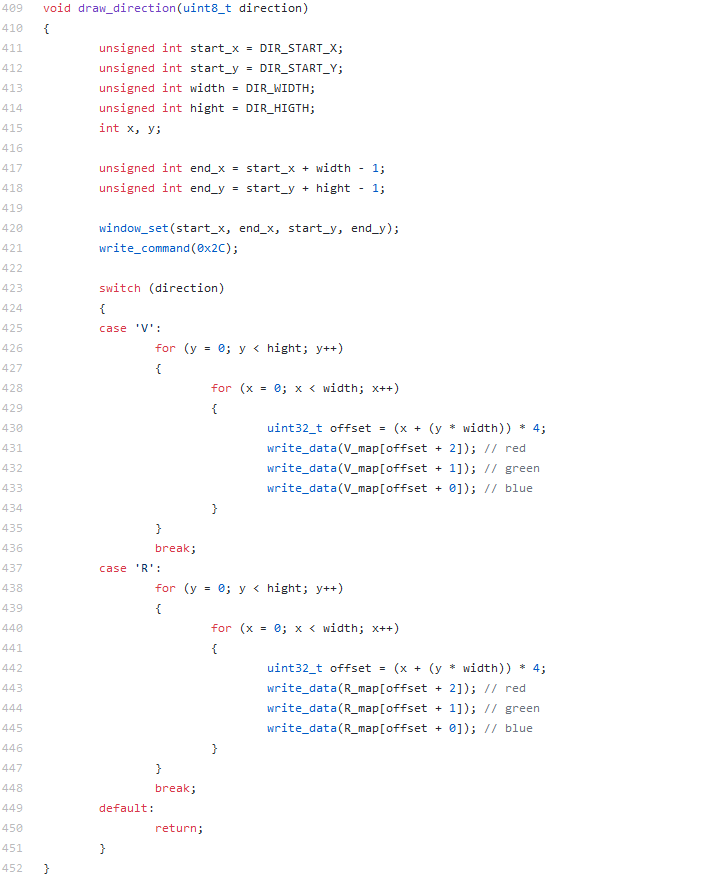 409 void draw_direction(uint8_t direction)
410 {
411 unsigned int start_x = DIR_START_X;
412 unsigned int start_y = DIR_START_Y;
413 unsigned int width = DIR_WIDTH;
414 unsigned int hight = DIR_HIGTH;
415 int x, y;
416
417 unsigned int end_x = start_x + width - 1;
418 unsigned int end_y = start_y + hight - 1;
419
420 window_set(start_x, end_x, start_y, end_y);
421 write_command(0x2C);
422
423 switch (direction)
424 {
425 case 'V':
426 for (y = 0; y < hight; y++)
427 {
428 for (x = 0; x < width; x++)
429 {
430 uint32_t offset = (x + (y * width)) * 4;
431 write_data(V_map[offset + 2]); // red
432 write_data(V_map[offset + 1]); // green
433 write_data(V_map[offset + 0]); // blue
434 }
435 }
436 break;
437 case 'R':
438 for (y = 0; y < hight; y++)
439 {
440 for (x = 0; x < width; x++)
441 {
442 uint32_t offset = (x + (y * width)) * 4;
443 write_data(R_map[offset + 2]); // red
444 write_data(R_map[offset + 1]); // green
445 write_data(R_map[offset + 0]); // blue
446 }
447 }
448 break;
449 default:
450 return;
451 }
452 }